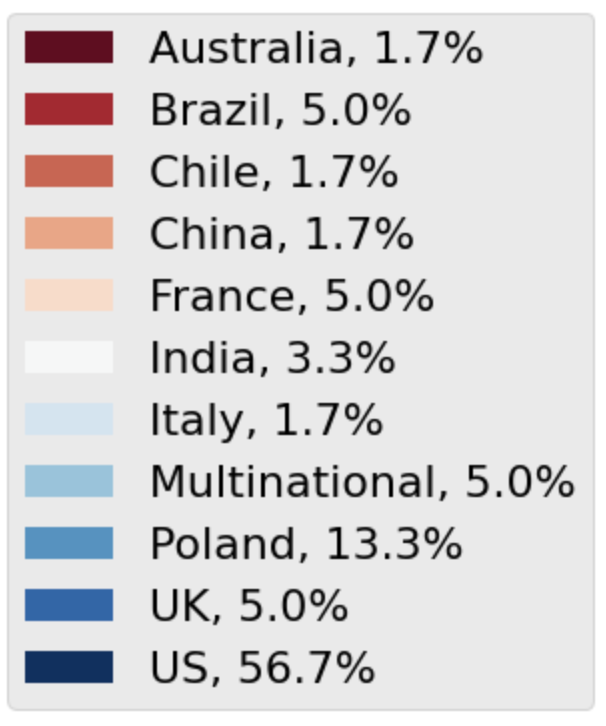 Australia, 1.7%
Brazil, 5.0%
Chile, 1.7%
China, 1.7%
France, 5.0%
India, 3.3%
Italy, 1.7%
Multinational, 5.0%
Poland, 13.3%
UK, 5.0%
US, 56.7%